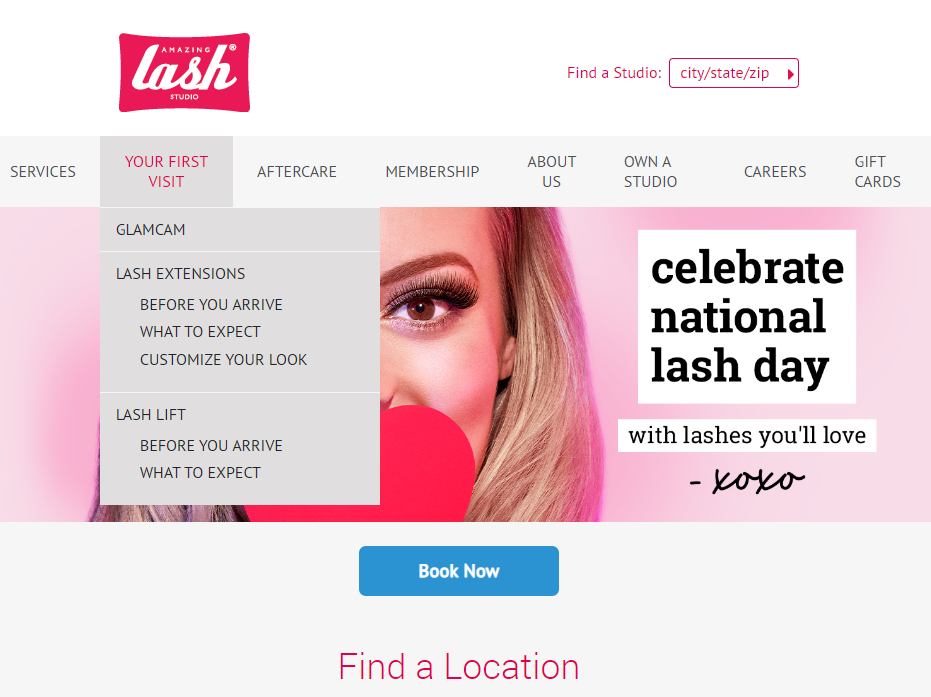 AMAZING
lash®
STUDIO
Find a Studio: city/state/zip
SERVICES
YOUR FIRST
VISIT
AFTERCARE
MEMBERSHIP
ABOUT
US
OWN A
STUDIO
CAREERS
GIFT
CARDS
GLAMCAM
LASH EXTENSIONS
BEFORE YOU ARRIVE
WHAT TO EXPECT
CUSTOMIZE YOUR LOOK
LASH LIFT
BEFORE YOU ARRIVE
WHAT TO EXPECT
celebrate
national
lash day
with lashes you'll love
- xoxo
Book Now
Find a Location